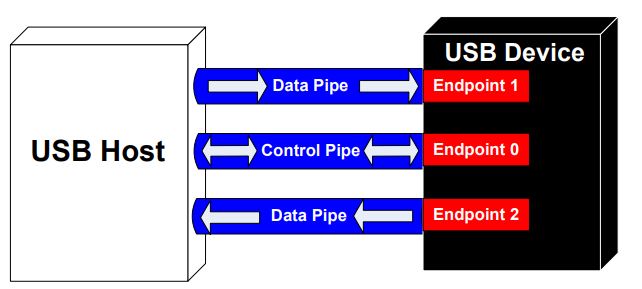 USB Device
Data Pipe
Endpoint 1
USB Host
Control Pipe
Endpoint 0
Data Pipe
Endpoint 2